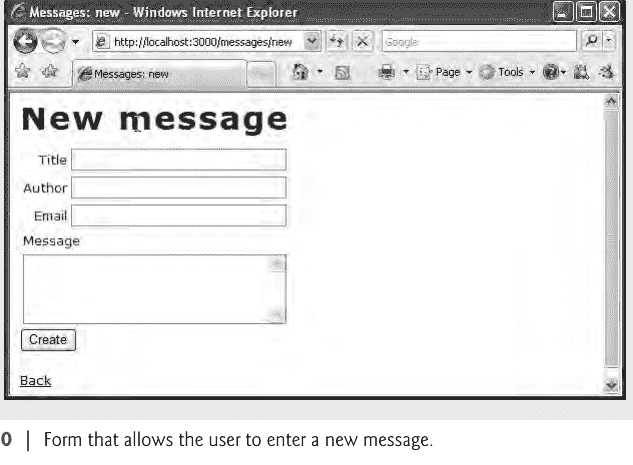 Messages: new - Windows Internet Explorer
http://localhost:3000/messages/new
Google
Messages: new
Page
Tools
New message
Title
Author
Email
Message
Create
Back
0 | Form that allows the user to enter a new message.